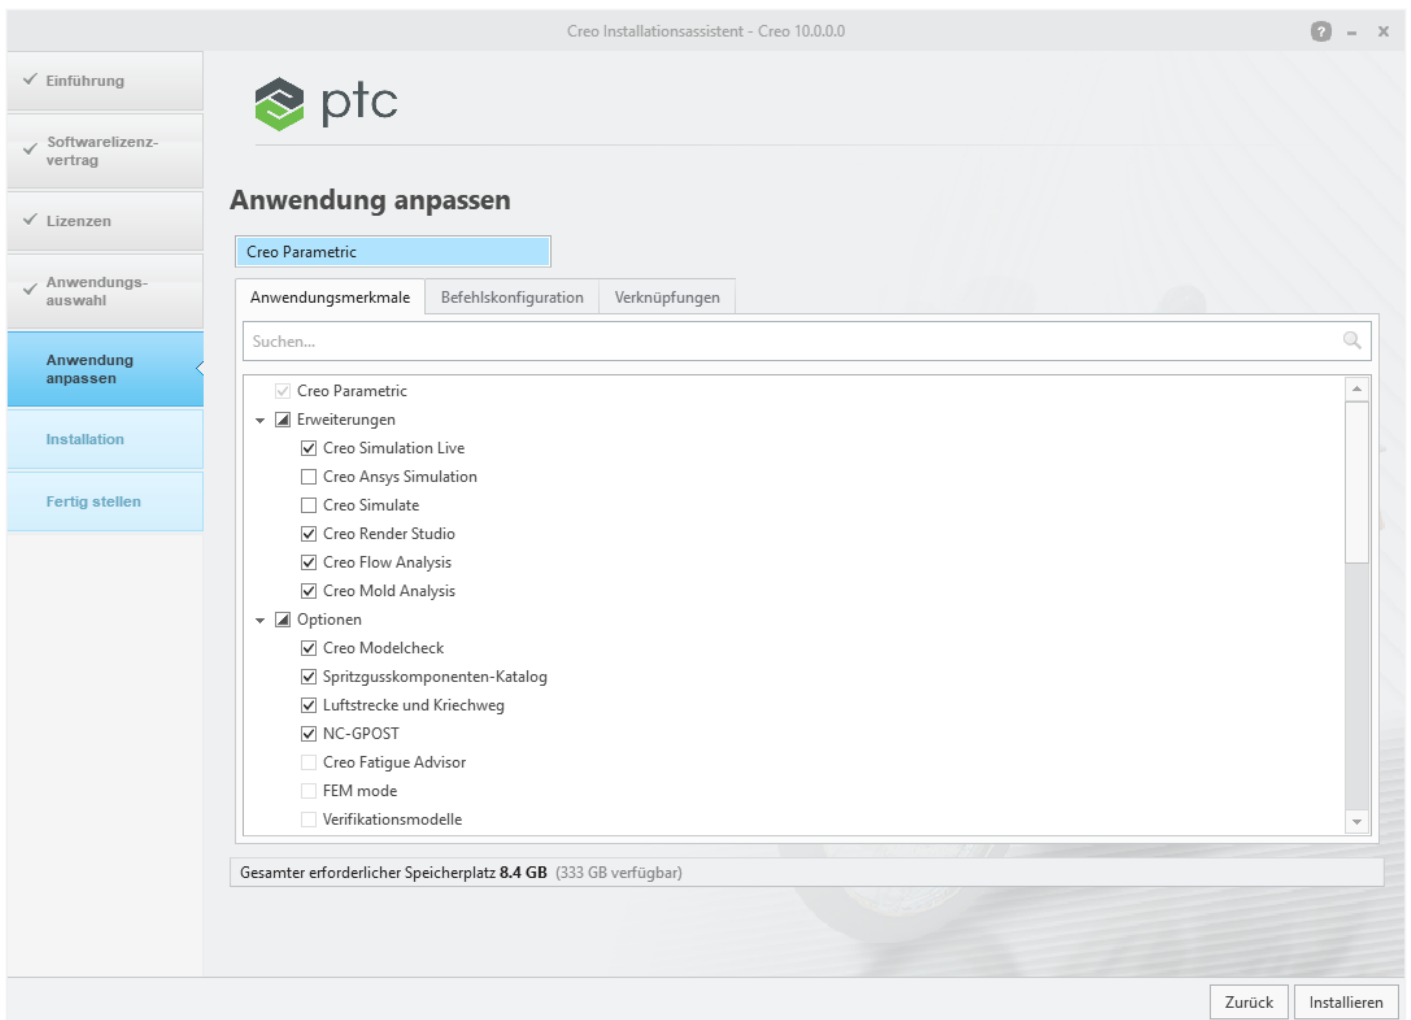 Creo Installationsassistent - Creo 10.0.0.0
?
Einführung
Softwarelizenz-
vertrag
Lizenzen
Anwendungs-
auswahl
Anwendung
anpassen
Installation
Fertig stellen
ptc
Anwendung anpassen
Creo Parametric
Anwendungsmerkmale Befehlskonfiguration Verknüpfungen
Suchen...
Creo Parametric
Erweiterungen
Creo Simulation Live
Creo Ansys Simulation
Creo Simulate
Creo Render Studio
Creo Flow Analysis
Creo Mold Analysis
Optionen
Creo Modelcheck
Spritzgusskomponenten-Katalog
Luftstrecke und Kriechweg
NC-GPOST
Creo Fatigue Advisor
FEM mode
Verifikationsmodelle
Gesamter erforderlicher Speicherplatz 8.4 GB (333 GB verfügbar)
Zurück Installieren